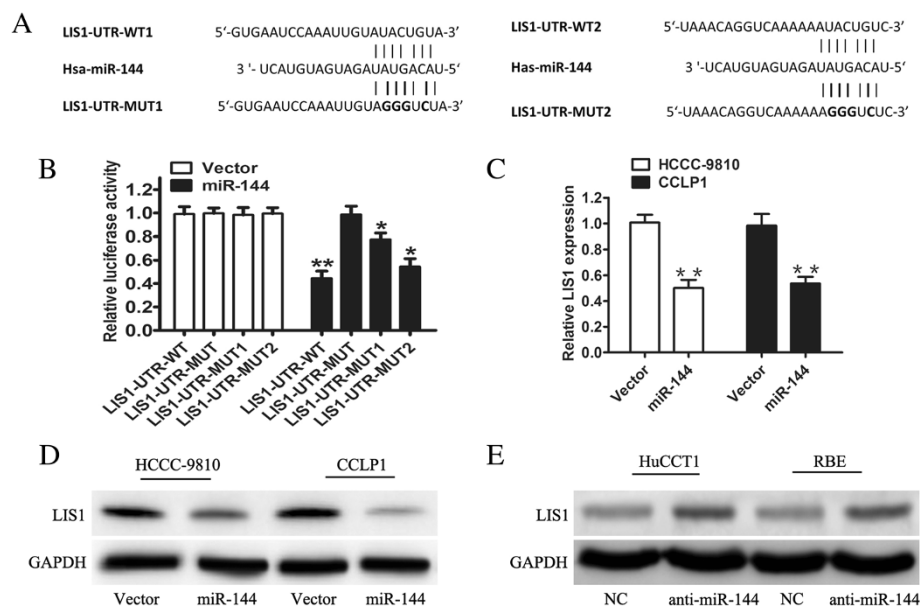 A
LIS1-UTR-WT1 5'-GUGAAUCCAAAUUGUAUACUGUA-3'
Hsa-miR-144 3 '- UCAUGUAGUAGAUAUGACAU-5'
LIS1-UTR-MUT1 5'-GUGAAUCCAAAUUGUAGGGUCUA-3'
LIS1-UTR-WT2 5'-UAAACAGGUCAAAAAAUACUGUC-3'
Has-miR-144 3 '-UCAUGUAGUAGAUAUGACAU-5'
LIS1-UTR-MUT2 5'-UAAACAGGUCAAAAAAGGGUCUC-3'
B
Vector
miR-144
Relative luciferase activity
1.2
1.0
0.8
0.6
0.4
0.2
0.0
** * *
LIS1-UTR-WT
LIS1-UTR-MUT
LIS1-UTR-MUT1
LIS1-UTR-MUT2
LIS1-UTR-WT
LIS1-UTR-MUT
LIS1-UTR-MUT1
LIS1-UTR-MUT2
C
HCCC-9810
CCLP1
Relative LIS1 expression
1.2
1.0
0.8
0.6
0.4
0.2
0.0
** **
Vector
miR-144
Vector
miR-144
D
HCCC-9810 CCLP1
LIS1
GAPDH
Vector miR-144 Vector miR-144
E
HuCCT1 RBE
LIS1
GAPDH
NC anti-miR-144 NC anti-miR-144